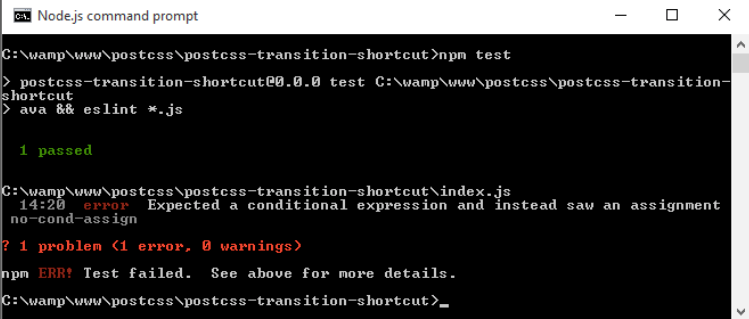 Node.js command prompt
C:\wamp\www\postcss\postcss-transition-shortcut>npm test
> postcss-transition-shortcut@0.0.0 test C:\wamp\www\postcss\postcss-transition-
shortcut
> ava && eslint *.js
1 passed
C:\wamp\www\postcss\postcss-transition-shortcut\index.js
14:20  error  Expected a conditional expression and instead saw an assignment
no-cond-assign
? 1 problem (1 error, 0 warnings)
npm ERR! Test failed.  See above for more details.
C:\wamp\www\postcss\postcss-transition-shortcut>_